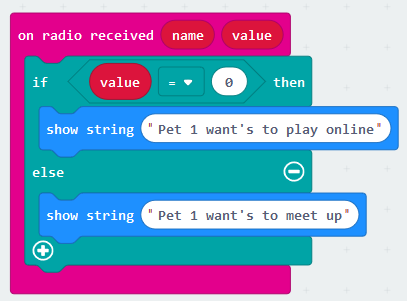 on radio received name value
if value = 0 then
show string "Pet 1 want's to play online"
else
show string "Pet 1 want's to meet up"